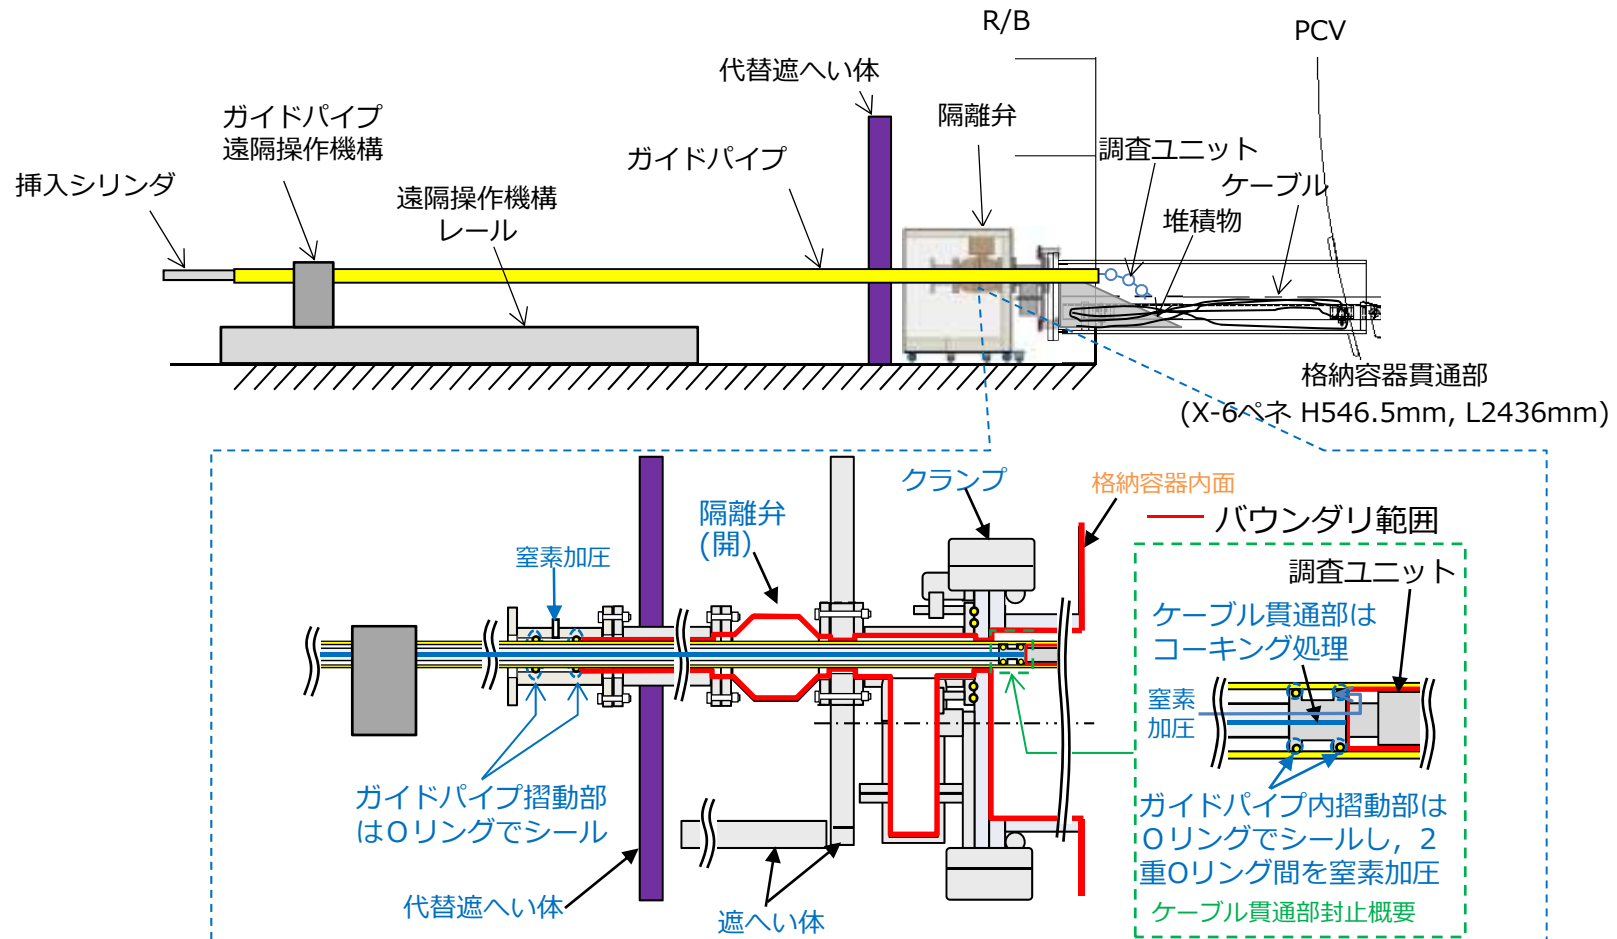 R/B
PCV
代替遮へい体
ガイドパイプ
遠隔操作機構
隔離弁
調査ユニット
ガイドパイプ
挿入シリンダ
遠隔操作機構
レール
ケーブル
堆積物
格納容器貫通部
(X-6ペネ H546.5mm, L2436mm)
クランプ
格納容器内面
隔離弁
(開)
バウンダリ範囲
窒素加圧
調査ユニット
ケーブル貫通部は
コーキング処理
窒素
加圧
ガイドパイプ摺動部
はOリングでシール
ガイドパイプ内摺動部は
Oリングでシールし，2
重Oリング間を窒素加圧
代替遮へい体
遮へい体
ケーブル貫通部封止概要